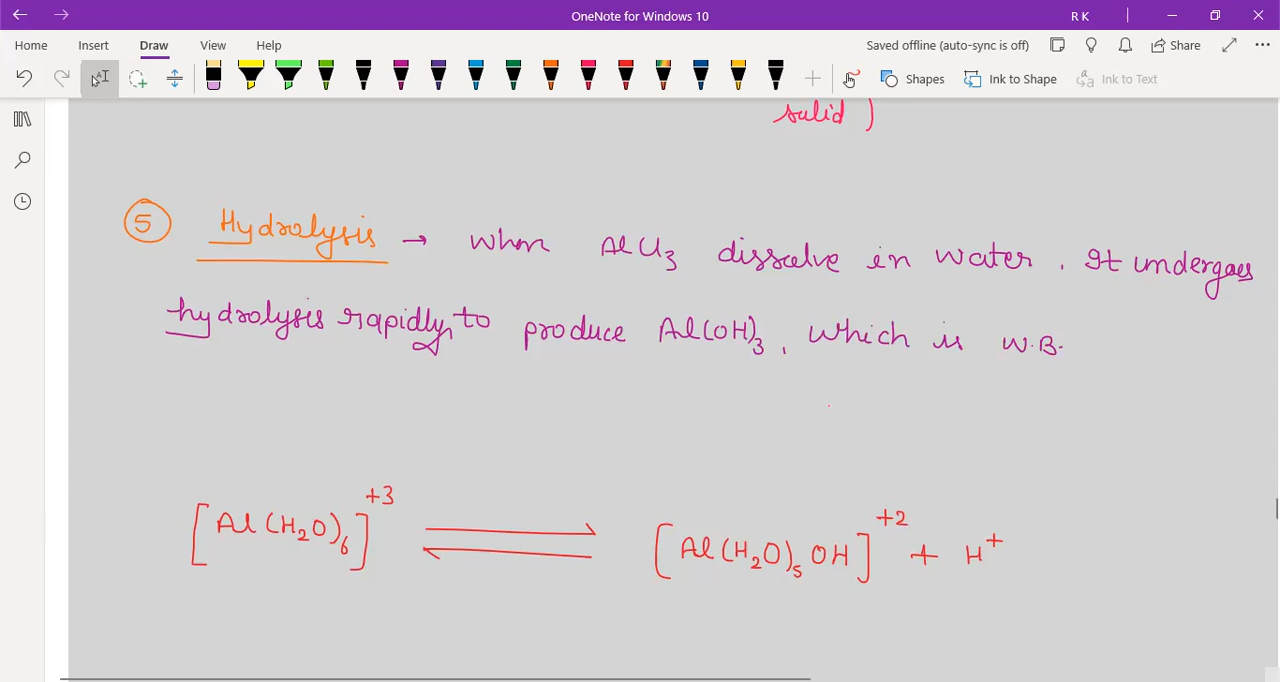 OneNote for Windows 10
R K
Home Insert Draw View Help
Saved offline (auto-sync is off) Share
Shapes Ink to Shape Ink to Text
solid )
5 Hydrolysis → When AlCl3 dissolve in water. It undergoes
hydrolysis rapidly to produce Al(OH)3, which is W.B.
[Al(H2O)6]+3 ⇌ [Al(H2O)5OH]+2 + H+